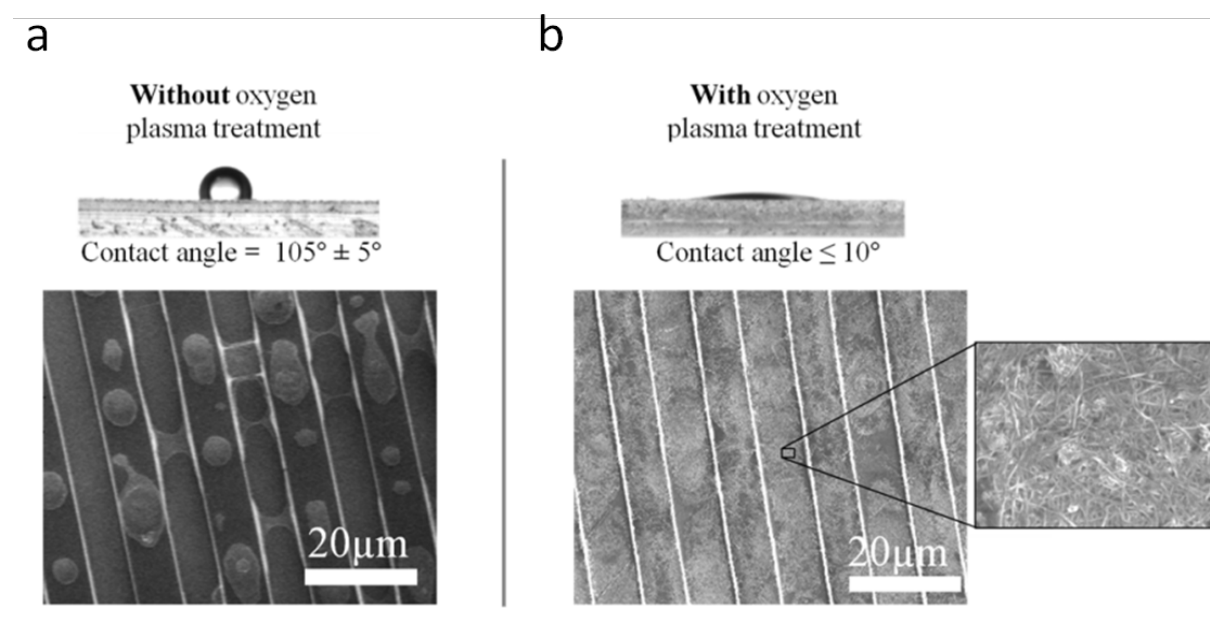 a
Without oxygen
plasma treatment
Contact angle = 105° ± 5°
20µm
b
With oxygen
plasma treatment
Contact angle ≤ 10°
20µm